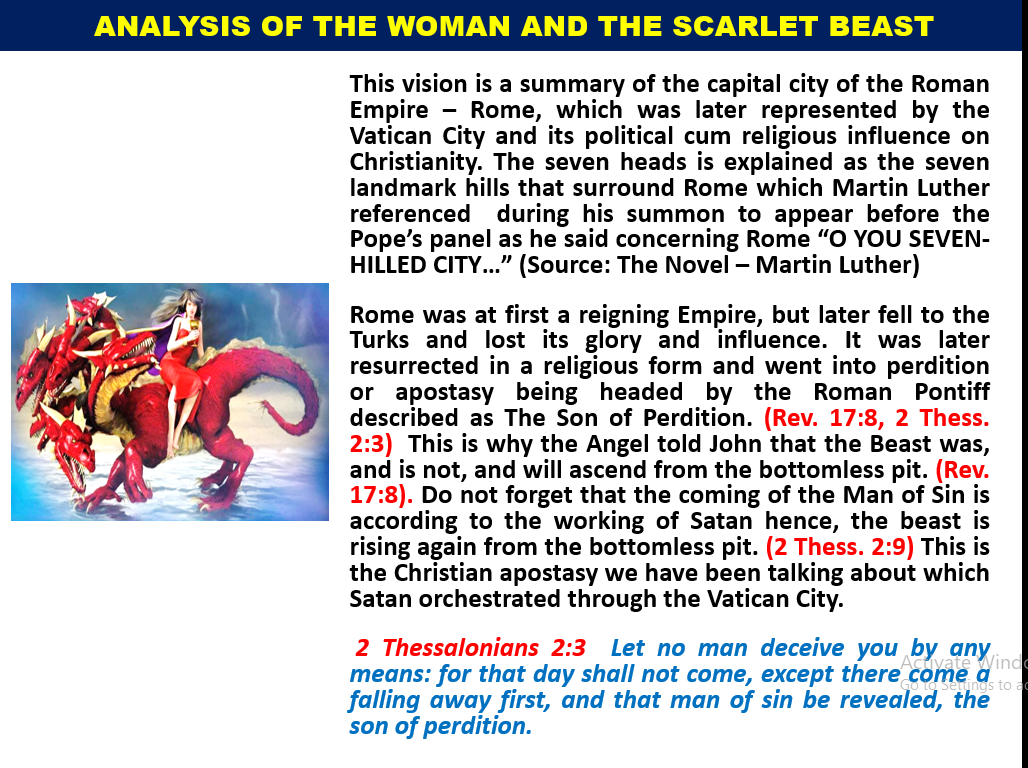 ANALYSIS OF THE WOMAN AND THE SCARLET BEAST
This vision is a summary of the capital city of the Roman
Empire – Rome, which was later represented by the
Vatican City and its political cum religious influence on
Christianity. The seven heads is explained as the seven
landmark hills that surround Rome which Martin Luther
referenced during his summon to appear before the
Pope’s panel as he said concerning Rome “O YOU SEVEN-
HILLED CITY…” (Source: The Novel – Martin Luther)
Rome was at first a reigning Empire, but later fell to the
Turks and lost its glory and influence. It was later
resurrected in a religious form and went into perdition
or apostasy being headed by the Roman Pontiff
described as The Son of Perdition. (Rev. 17:8, 2 Thess.
2:3) This is why the Angel told John that the Beast was,
and is not, and will ascend from the bottomless pit. (Rev.
17:8). Do not forget that the coming of the Man of Sin is
according to the working of Satan hence, the beast is
rising again from the bottomless pit. (2 Thess. 2:9) This is
the Christian apostasy we have been talking about which
Satan orchestrated through the Vatican City.
2 Thessalonians 2:3 Let no man deceive you by any
means: for that day shall not come, except there come a
falling away first, and that man of sin be revealed, the
son of perdition.
Activate Windo
Go to Settings to ac